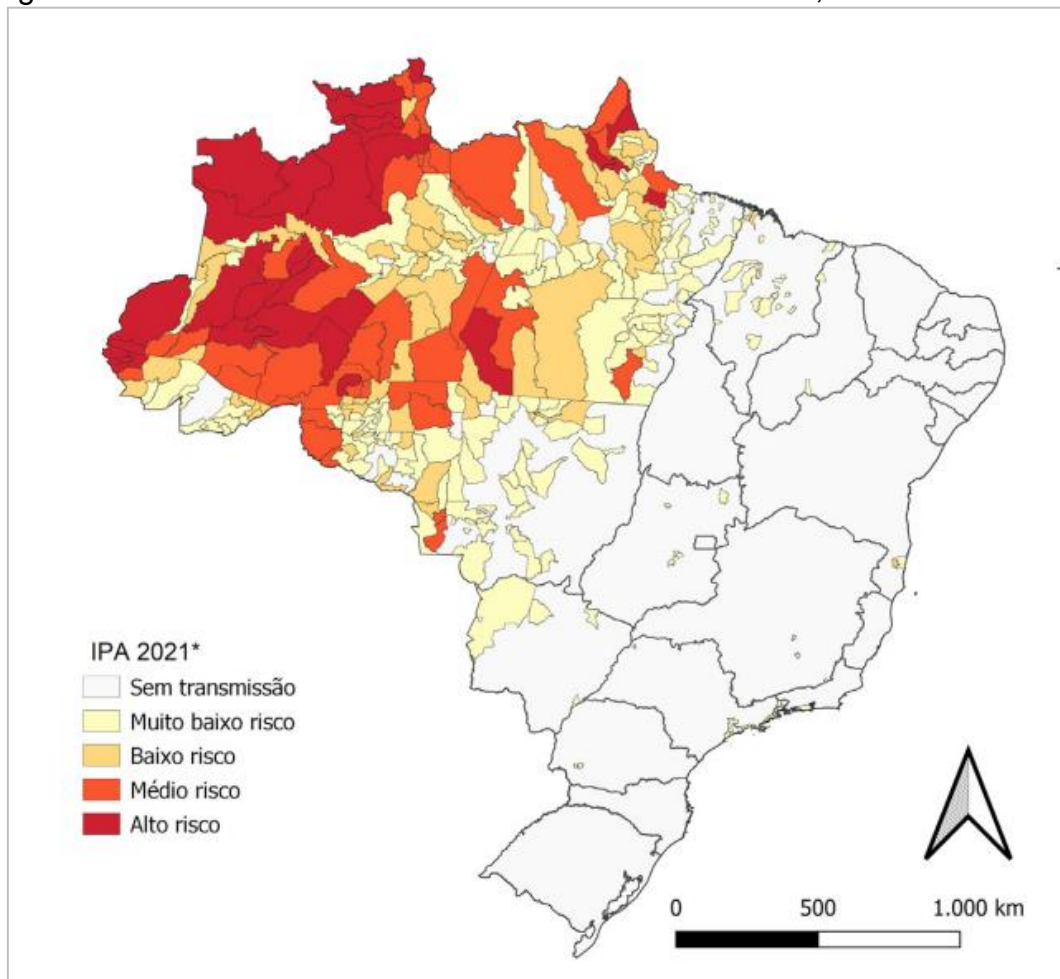 IPA 2021*
Sem transmissão
Muito baixo risco
Baixo risco
Médio risco
Alto risco
0 500 1.000 km